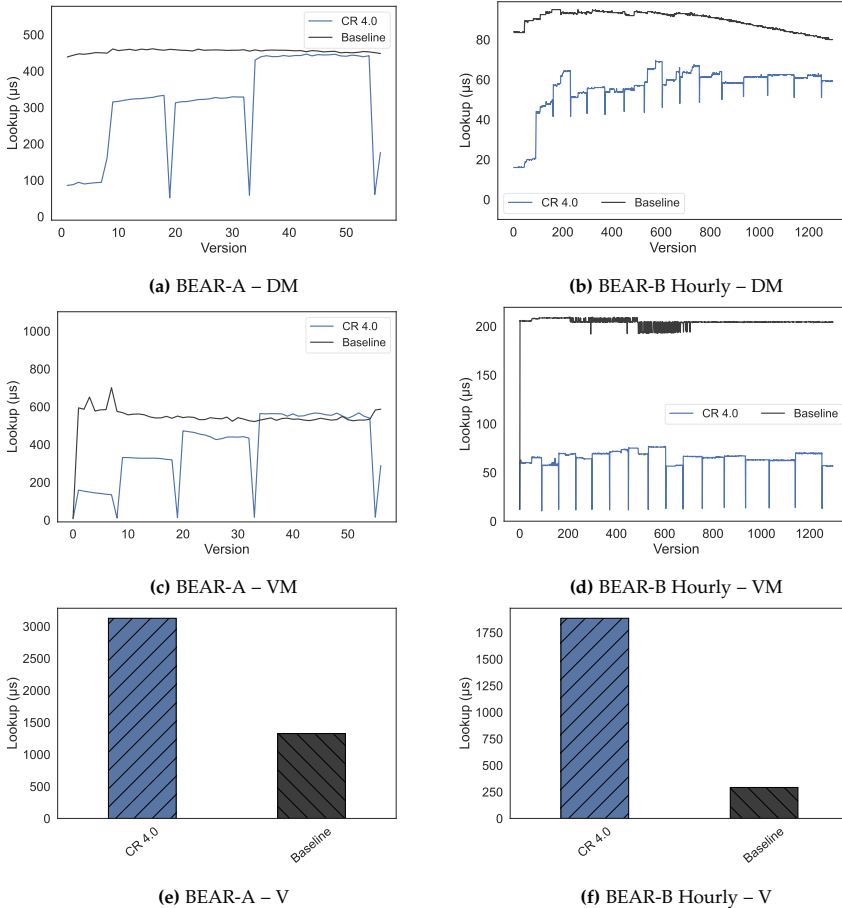 500
400
300
200
100
0
Lookup (µs)
CR 4.0
Baseline
0
10
20
30
40
50
Version
(a) BEAR-A – DM
80
60
40
20
0
Lookup (µs)
CR 4.0
Baseline
0
200
400
600
800
1000
1200
Version
(b) BEAR-B Hourly – DM
1000
800
600
400
200
0
Lookup (µs)
CR 4.0
Baseline
0
10
20
30
40
50
Version
(c) BEAR-A – VM
200
150
100
50
0
Lookup (µs)
CR 4.0
Baseline
0
200
400
600
800
1000
1200
Version
(d) BEAR-B Hourly – VM
3000
2500
2000
1500
1000
500
0
Lookup (µs)
CR 4.0
Baseline
(e) BEAR-A – V
1750
1500
1250
1000
750
500
250
0
Lookup (µs)
CR 4.0
Baseline
(f) BEAR-B Hourly – V